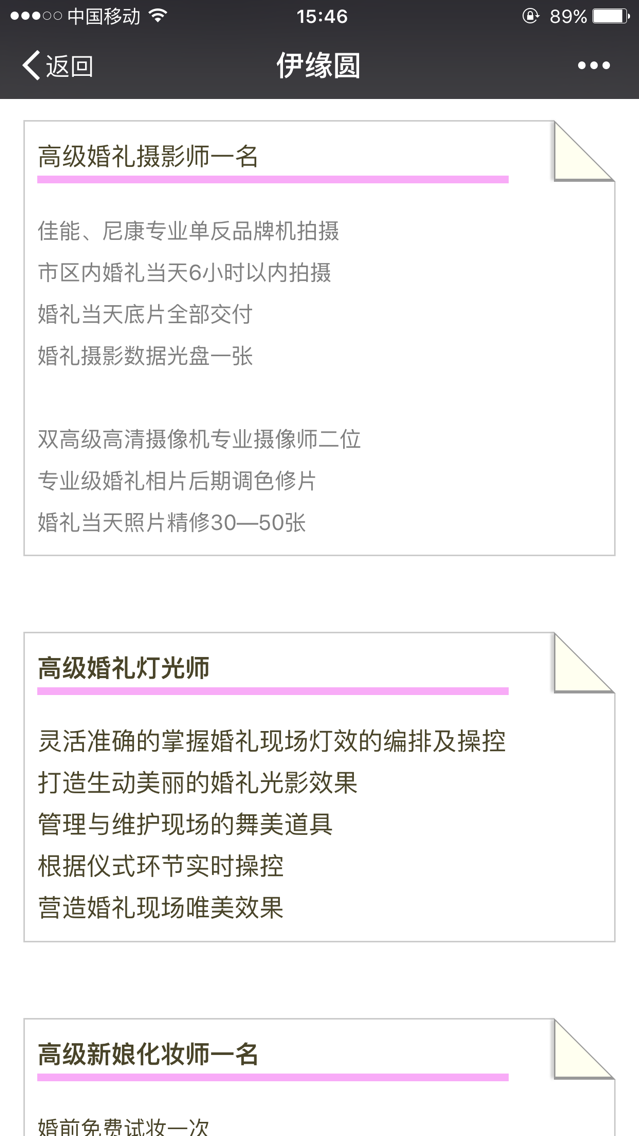 中国移动 15:46 89%
返回 伊缘圆
高级婚礼摄影师一名
佳能、尼康专业单反品牌机拍摄
市区内婚礼当天6小时以内拍摄
婚礼当天底片全部交付
婚礼摄影数据光盘一张
双高级高清摄像机专业摄像师二位
专业级婚礼相片后期调色修片
婚礼当天照片精修30—50张
高级婚礼灯光师
灵活准确的掌握婚礼现场灯效的编排及操控
打造生动美丽的婚礼光影效果
管理与维护现场的舞美道具
根据仪式环节实时操控
营造婚礼现场唯美效果
高级新娘化妆师一名
婚前免费试妆一次